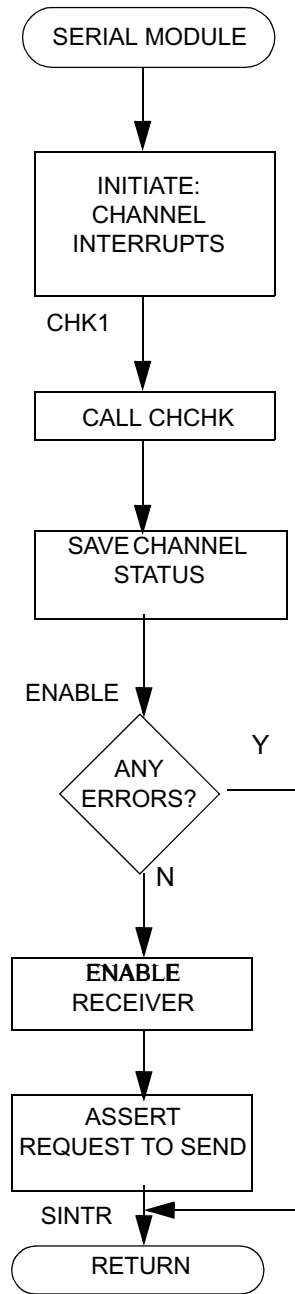 SERIAL MODULE
INITIATE:
CHANNEL
INTERRUPTS
CHK1
CALL CHCHK
SAVE CHANNEL
STATUS
ENABLE
ANY
ERRORS?
Y
N
ENABLE
RECEIVER
ASSERT
REQUEST TO SEND
SINTR
RETURN